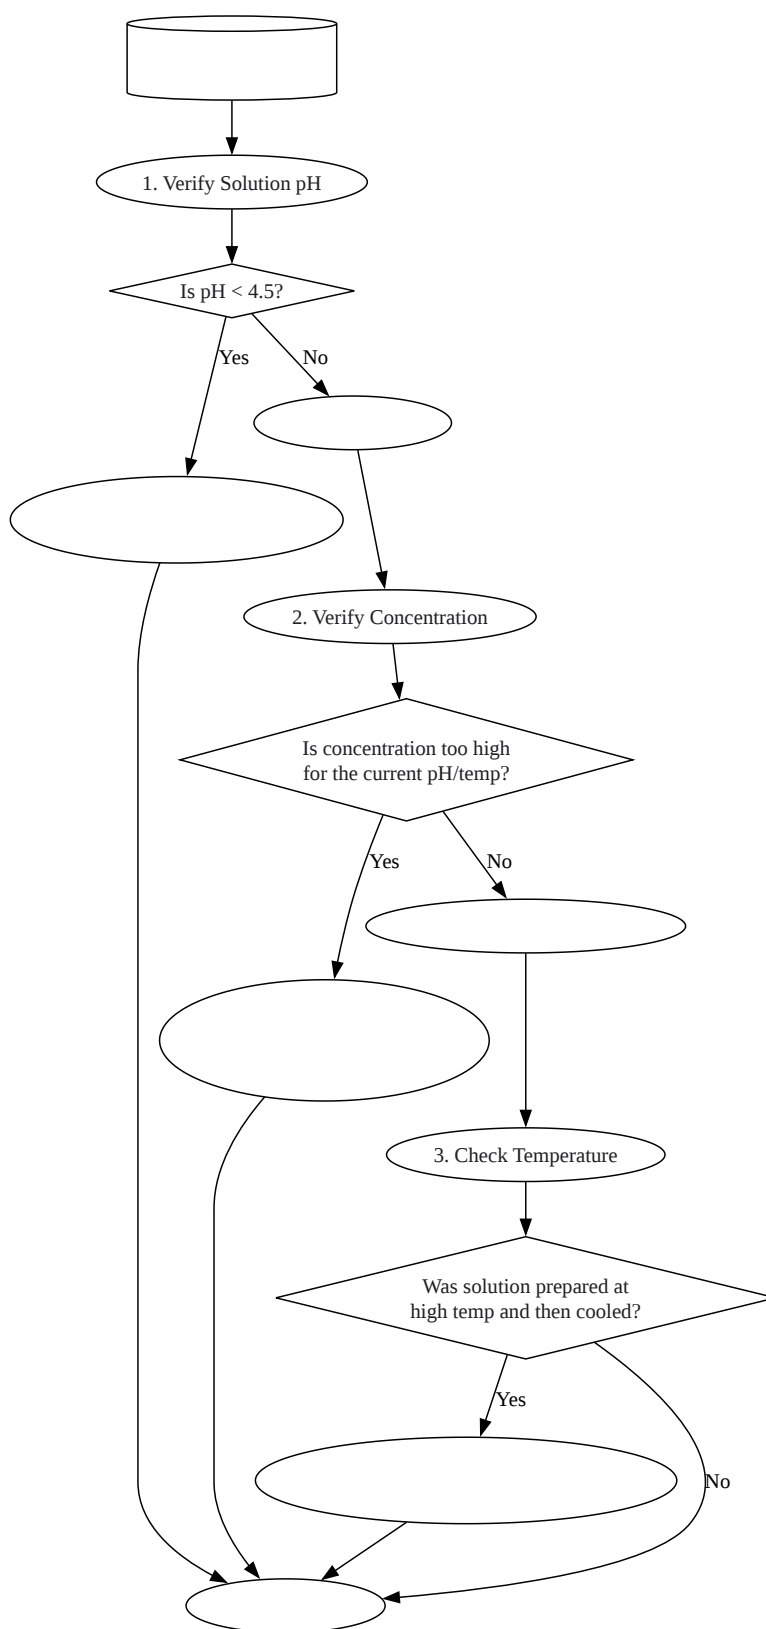 1. Verify Solution pH
Is pH < 4.5?
Yes
No
2. Verify Concentration
Is concentration too high
for the current pH/temp?
Yes
No
3. Check Temperature
Was solution prepared at
high temp and then cooled?
Yes
No